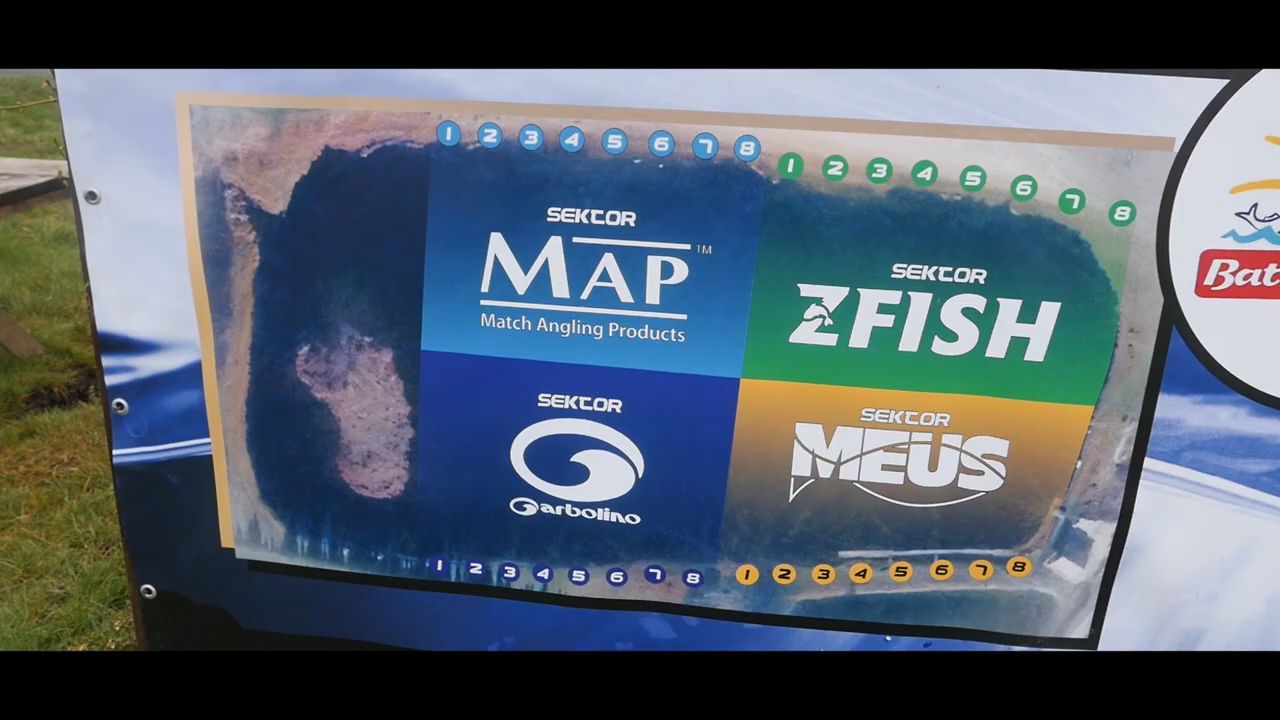 1 2 3 4 5 6 7 8
1 2 3 4 5 6 7 8
SEKTOR
MAP™
Match Angling Products
SEKTOR
ZFISH
SEKTOR
Garbolino
SEKTOR
MEUS
1 2 3 4 5 6 7 8
1 2 3 4 5 6 7 8
Bat